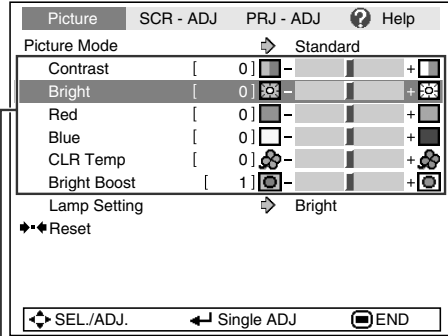 Picture SCR - ADJ PRJ - ADJ ? Help
Picture Mode Standard
Contrast [ 0 ] - +
Bright [ 0 ] - +
Red [ 0 ] - +
Blue [ 0 ] - +
CLR Temp [ 0 ] - +
Bright Boost [ 1 ] - +
Lamp Setting Bright
Reset
SEL./ADJ. Single ADJ END